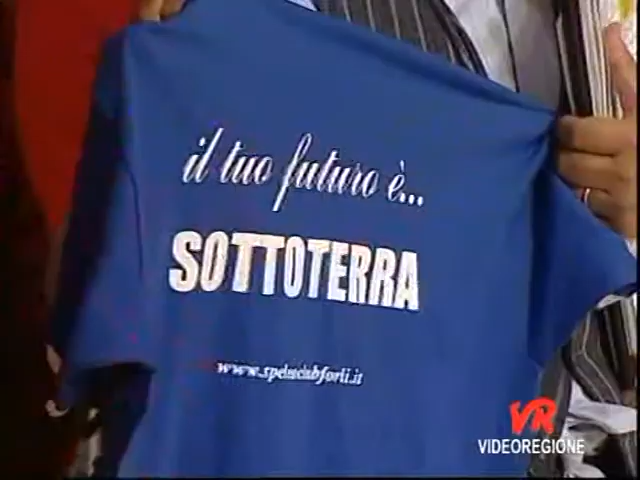 il tuo futuro è...
SOTTOTERRA
www.speleoclubforli.it
VR
VIDEOREGIONE